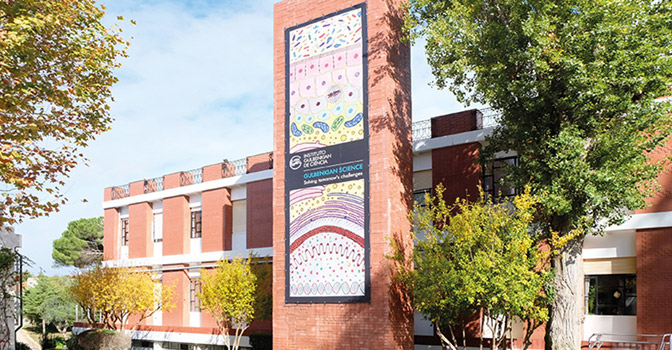 INSTITUTO
GULBENKIAN
DE CIÊNCIA
GULBENKIAN SCIENCE
Solving tomorrow's challenges